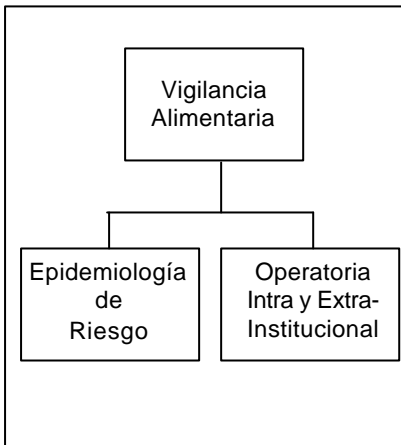 Vigilancia
Alimentaria
Epidemiología
de
Riesgo
Operatoria
Intra y Extra-
Institucional